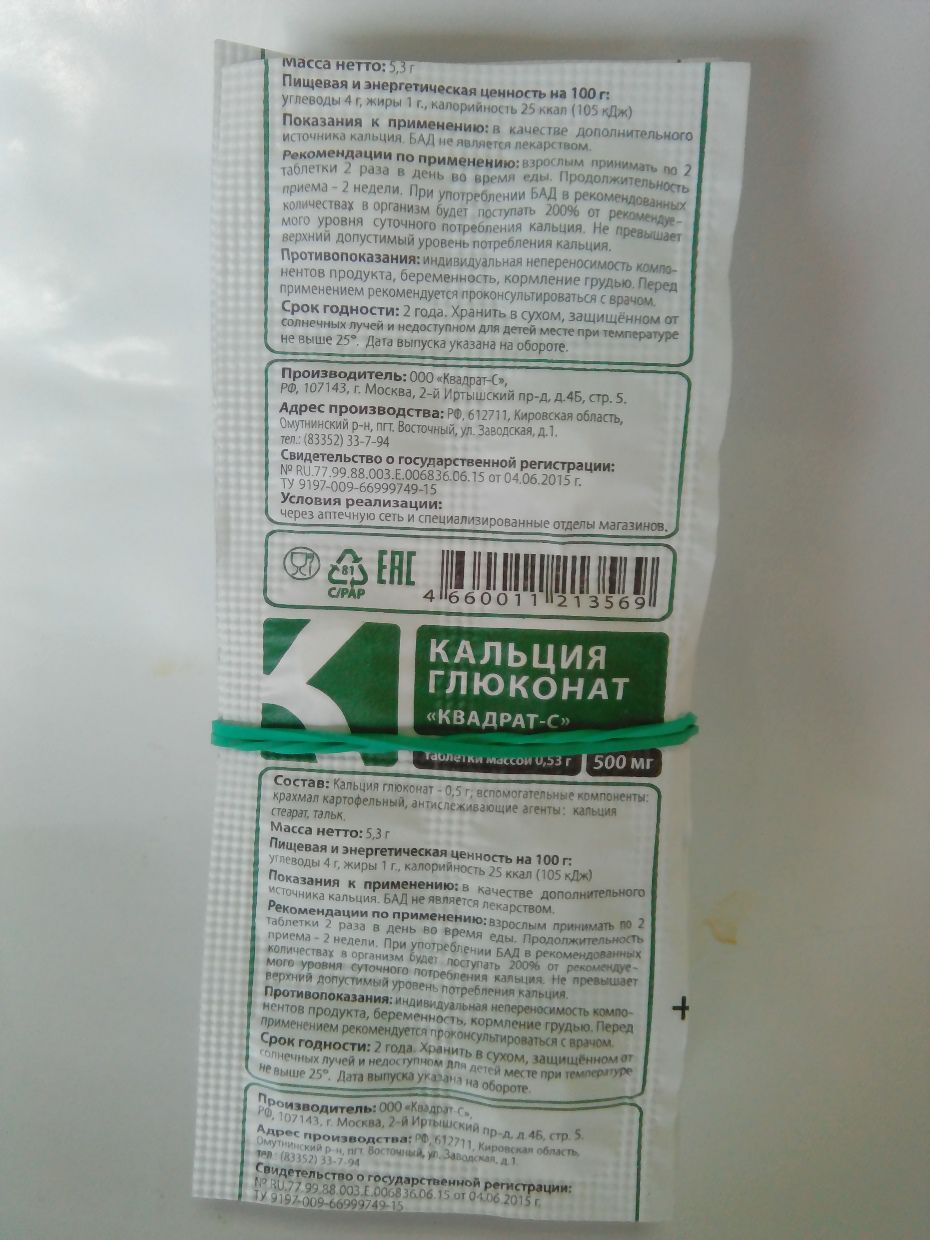 Масса нетто: 5,3 г
Пищевая и энергетическая ценность на 100 г:
углеводы 4 г, жиры 1 г., калорийность 25 ккал (105 кДж)
Показания к применению: в качестве дополнительного
источника кальция. БАД не является лекарством.
Рекомендации по применению: взрослым принимать по 2
таблетки 2 раза в день во время еды. Продолжительность
приема – 2 недели. При употреблении БАД в рекомендованных
количествах в организм будет поступать 200% от рекомендуе-
мого уровня суточного потребления кальция. Не превышает
верхний допустимый уровень потребления кальция.
Противопоказания: индивидуальная непереносимость компо-
нентов продукта, беременность, кормление грудью. Перед
применением рекомендуется проконсультироваться с врачом.
Срок годности: 2 года. Хранить в сухом, защищённом от
солнечных лучей и недоступном для детей месте при температуре
не выше 25°. Дата выпуска указана на обороте.
Производитель: ООО «Квадрат-С»,
РФ, 107143, г. Москва, 2-й Иртышский пр-д, д.4Б, стр. 5.
Адрес производства: РФ, 612711, Кировская область,
Омутнинский р-н, пгт. Восточный, ул. Заводская, д.1.
тел.: (83352) 33-7-94
Свидетельство о государственной регистрации:
№ RU.77.99.88.003.Е.006836.06.15 от 04.06.2015 г.
ТУ 9197-009-66999749-15
Условия реализации:
через аптечную сеть и специализированные отделы магазинов.
81
C/PAP
EAC
4 660011 213569
К
КАЛЬЦИЯ
ГЛЮКОНАТ
«КВАДРАТ-С»
таблетки массой 0,53 г
500 мг
Состав: Кальция глюконат - 0,5 г; вспомогательные компоненты:
крахмал картофельный, антислеживающие агенты: кальция
стеарат, тальк.
Масса нетто: 5,3 г
Пищевая и энергетическая ценность на 100 г:
углеводы 4 г, жиры 1 г., калорийность 25 ккал (105 кДж)
Показания к применению: в качестве дополнительного
источника кальция. БАД не является лекарством.
Рекомендации по применению: взрослым принимать по 2
таблетки 2 раза в день во время еды. Продолжительность
приема – 2 недели. При употреблении БАД в рекомендованных
количествах в организм будет поступать 200% от рекомендуе-
мого уровня суточного потребления кальция. Не превышает
верхний допустимый уровень потребления кальция.
Противопоказания: индивидуальная непереносимость компо-
нентов продукта, беременность, кормление грудью. Перед
применением рекомендуется проконсультироваться с врачом.
Срок годности: 2 года. Хранить в сухом, защищённом от
солнечных лучей и недоступном для детей месте при температуре
не выше 25°. Дата выпуска указана на обороте.
Производитель: ООО «Квадрат-С»,
РФ, 107143, г. Москва, 2-й Иртышский пр-д, д.4Б, стр. 5.
Адрес производства: РФ, 612711, Кировская область,
Омутнинский р-н, пгт. Восточный, ул. Заводская, д.1.
тел.: (83352) 33-7-94
Свидетельство о государственной регистрации:
№ RU.77.99.88.003.Е.006836.06.15 от 04.06.2015 г.
ТУ 9197-009-66999749-15